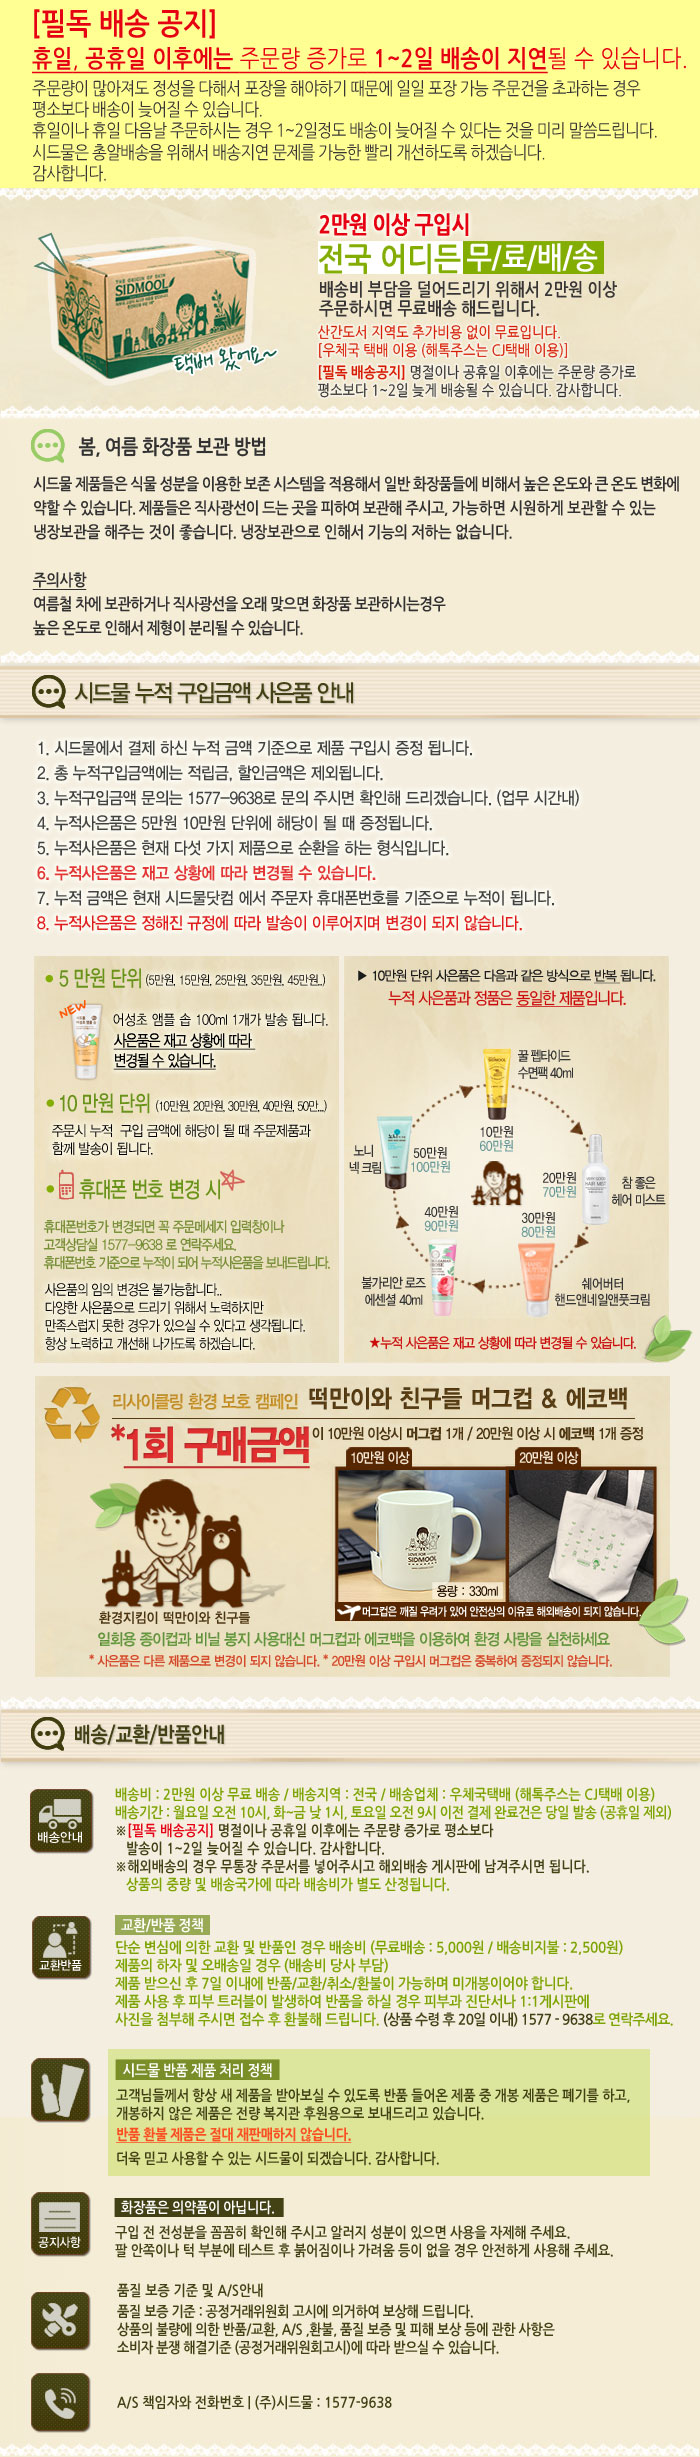 [필독 배송 공지]
휴일, 공휴일 이후에는 주문량 증가로 1~2일 배송이 지연될 수 있습니다.
주문량이 많아져도 정성을 다해서 포장을 해야하기 때문에 일일 포장 가능 주문건을 초과하는 경우
평소보다 배송이 늦어질 수 있습니다.
휴일이나 휴일 다음날 주문하시는 경우 1~2일정도 배송이 늦어질 수 있다는 것을 미리 말씀드립니다.
시드물은 총알배송을 위해서 배송지연 문제를 가능한 빨리 개선하도록 하겠습니다.
감사합니다.
THE ORIGIN OF SKIN
SIDMOOL
택배 왔어요~
2만원 이상 구입시
전국 어디든 무/료/배/송
배송비 부담을 덜어드리기 위해서 2만원 이상
주문하시면 무료배송 해드립니다.
산간도서 지역도 추가비용 없이 무료입니다.
[우체국 택배 이용 (해톡주스는 CJ택배 이용)]
[필독 배송공지] 명절이나 공휴일 이후에는 주문량 증가로
평소보다 1~2일 늦게 배송될 수 있습니다. 감사합니다.
봄, 여름 화장품 보관 방법
시드물 제품들은 식물 성분을 이용한 보존 시스템을 적용해서 일반 화장품들에 비해서 높은 온도와 큰 온도 변화에
약할 수 있습니다. 제품들은 직사광선이 드는 곳을 피하여 보관해 주시고, 가능하면 시원하게 보관할 수 있는
냉장보관을 해주는 것이 좋습니다. 냉장보관으로 인해서 기능의 저하는 없습니다.
주의사항
여름철 차에 보관하거나 직사광선을 오래 맞으면 화장품 보관하시는경우
높은 온도로 인해서 제형이 분리될 수 있습니다.
시드물 누적 구입금액 사은품 안내
1. 시드물에서 결제 하신 누적 금액 기준으로 제품 구입시 증정 됩니다.
2. 총 누적구입금액에는 적립금, 할인금액은 제외됩니다.
3. 누적구입금액 문의는 1577-9638로 문의 주시면 확인해 드리겠습니다. (업무 시간내)
4. 누적사은품은 5만원 10만원 단위에 해당이 될 때 증정됩니다.
5. 누적사은품은 현재 다섯 가지 제품으로 순환을 하는 형식입니다.
6. 누적사은품은 재고 상황에 따라 변경될 수 있습니다.
7. 누적 금액은 현재 시드물닷컴 에서 주문자 휴대폰번호를 기준으로 누적이 됩니다.
8. 누적사은품은 정해진 규정에 따라 발송이 이루어지며 변경이 되지 않습니다.
• 5 만원 단위 (5만원, 15만원, 25만원, 35만원, 45만원...)
NEW
어성초 앰플 솝 100ml 1개가 발송 됩니다.
사은품은 재고 상황에 따라
변경될 수 있습니다.
• 10 만원 단위 (10만원, 20만원, 30만원, 40만원, 50만...)
주문시 누적 구입 금액에 해당이 될 때 주문제품과
함께 발송이 됩니다.
• 휴대폰 번호 변경 시
휴대폰번호가 변경되면 꼭 주문메세지 입력창이나
고객상담실 1577-9638 로 연락주세요.
휴대폰번호 기준으로 누적이 되어 누적사은품을 보내드립니다.
사은품의 임의 변경은 불가능합니다..
다양한 사은품으로 드리기 위해서 노력하지만
만족스럽지 못한 경우가 있으실 수 있다고 생각됩니다.
항상 노력하고 개선해 나가도록 하겠습니다.
▶ 10만원 단위 사은품은 다음과 같은 방식으로 반복 됩니다.
누적 사은품과 정품은 동일한 제품입니다.
꿀 펩타이드
수면팩 40ml
10만원
60만원
노니
넥 크림
50만원
100만원
20만원
70만원
참 좋은
헤어 미스트
40만원
90만원
30만원
80만원
불가리안 로즈
에센셜 40ml
쉐어버터
핸드앤네일앤풋크림
★누적 사은품은 재고 상황에 따라 변경될 수 있습니다.
리사이클링 환경 보호 캠페인 떡만이와 친구들 머그컵 & 에코백
*1회 구매금액이 10만원 이상시 머그컵 1개 / 20만원 이상 시 에코백 1개 증정
10만원 이상
20만원 이상
SIDMOOL
용량 : 330ml
환경지킴이 떡만이와 친구들
머그컵은 깨질 우려가 있어 안전상의 이유로 해외배송이 되지 않습니다.
일회용 종이컵과 비닐 봉지 사용대신 머그컵과 에코백을 이용하여 환경 사랑을 실천하세요
* 사은품은 다른 제품으로 변경이 되지 않습니다. * 20만원 이상 구입시 머그컵은 중복하여 증정되지 않습니다.
배송/교환/반품안내
배송안내
배송비 : 2만원 이상 무료 배송 / 배송지역 : 전국 / 배송업체 : 우체국택배 (해톡주스는 CJ택배 이용)
배송기간 : 월요일 오전 10시, 화~금 낮 1시, 토요일 오전 9시 이전 결제 완료건은 당일 발송 (공휴일 제외)
※[필독 배송공지] 명절이나 공휴일 이후에는 주문량 증가로 평소보다
발송이 1~2일 늦어질 수 있습니다. 감사합니다.
※해외배송의 경우 무통장 주문서를 넣어주시고 해외배송 게시판에 남겨주시면 됩니다.
상품의 중량 및 배송국가에 따라 배송비가 별도 산정됩니다.
교환반품
교환/반품 정책
단순 변심에 의한 교환 및 반품인 경우 배송비 (무료배송 : 5,000원 / 배송비지불 : 2,500원)
제품의 하자 및 오배송일 경우 (배송비 당사 부담)
제품 받으신 후 7일 이내에 반품/교환/취소/환불이 가능하며 미개봉이어야 합니다.
제품 사용 후 피부 트러블이 발생하여 반품을 하실 경우 피부과 진단서나 1:1게시판에
사진을 첨부해 주시면 접수 후 환불해 드립니다. (상품 수령 후 20일 이내) 1577 - 9638로 연락주세요.
시드물 반품 제품 처리 정책
고객님들께서 항상 새 제품을 받아보실 수 있도록 반품 들어온 제품 중 개봉 제품은 폐기를 하고,
개봉하지 않은 제품은 전량 복지관 후원용으로 보내드리고 있습니다.
반품 환불 제품은 절대 재판매하지 않습니다.
더욱 믿고 사용할 수 있는 시드물이 되겠습니다. 감사합니다.
공지사항
화장품은 의약품이 아닙니다.
구입 전 전성분을 꼼꼼히 확인해 주시고 알러지 성분이 있으면 사용을 자제해 주세요.
팔 안쪽이나 턱 부분에 테스트 후 붉어짐이나 가려움 등이 없을 경우 안전하게 사용해 주세요.
품질 보증 기준 및 A/S안내
품질 보증 기준 : 공정거래위원회 고시에 의거하여 보상해 드립니다.
상품의 불량에 의한 반품/교환, A/S ,환불, 품질 보증 및 피해 보상 등에 관한 사항은
소비자 분쟁 해결기준 (공정거래위원회고시)에 따라 받으실 수 있습니다.
A/S 책임자와 전화번호 | (주)시드물 : 1577-9638